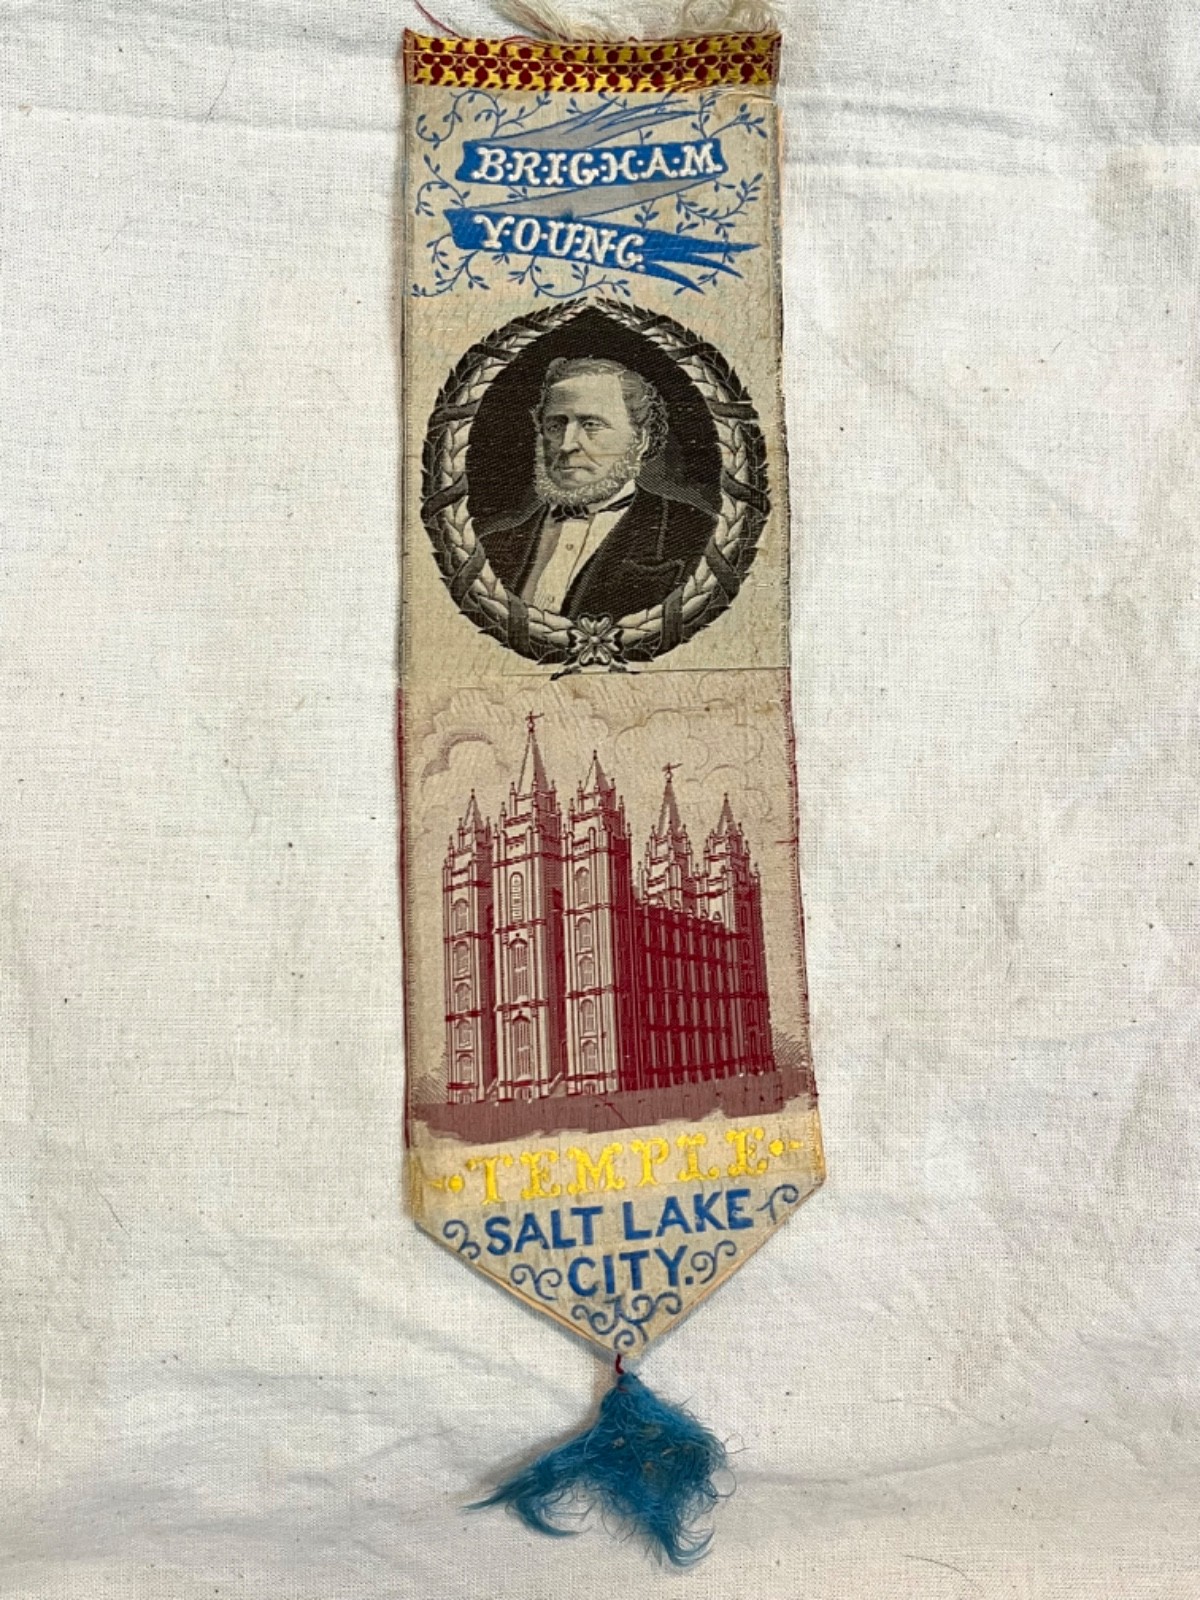 B·R·I·G·H·A·M
Y·O·U·N·G.
TEMPLE
SALT LAKE
CITY.